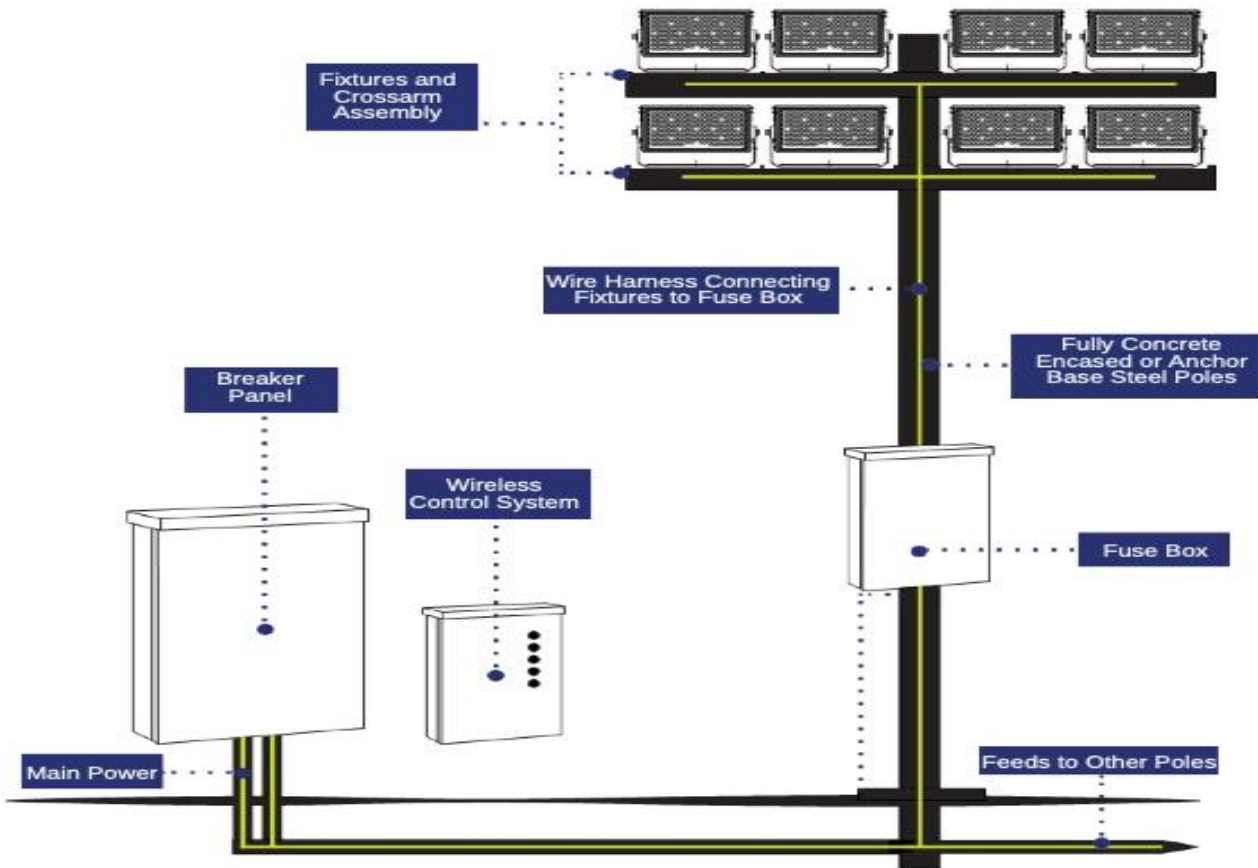 Fixtures and
Crossarm
Assembly
Wire Harness Connecting
Fixtures to Fuse Box
Fully Concrete
Encased or Anchor
Base Steel Poles
Breaker
Panel
Wireless
Control System
Fuse Box
Main Power
Feeds to Other Poles